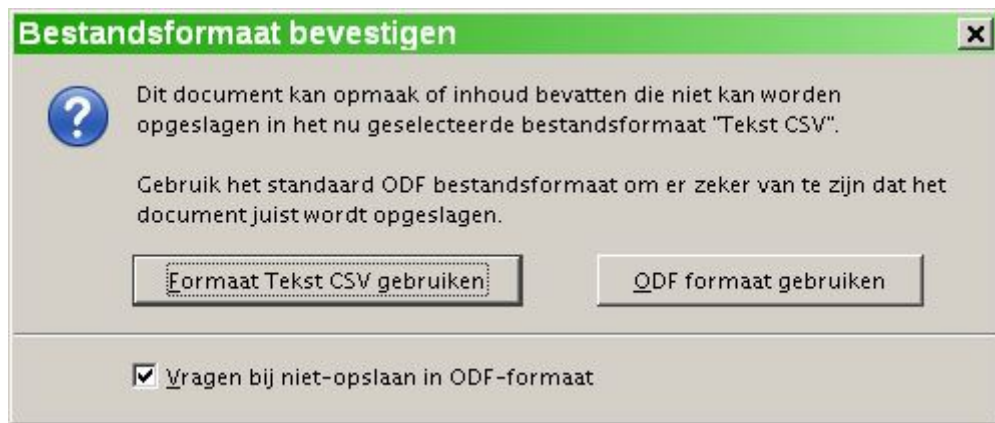 Bestandsformaat bevestigen
Dit document kan opmaak of inhoud bevatten die niet kan worden
opgeslagen in het nu geselecteerde bestandsformaat "Tekst CSV".
Gebruik het standaard ODF bestandsformaat om er zeker van te zijn dat het
document juist wordt opgeslagen.
Formaat Tekst CSV gebruiken
ODF formaat gebruiken
Vragen bij niet-opslaan in ODF-formaat